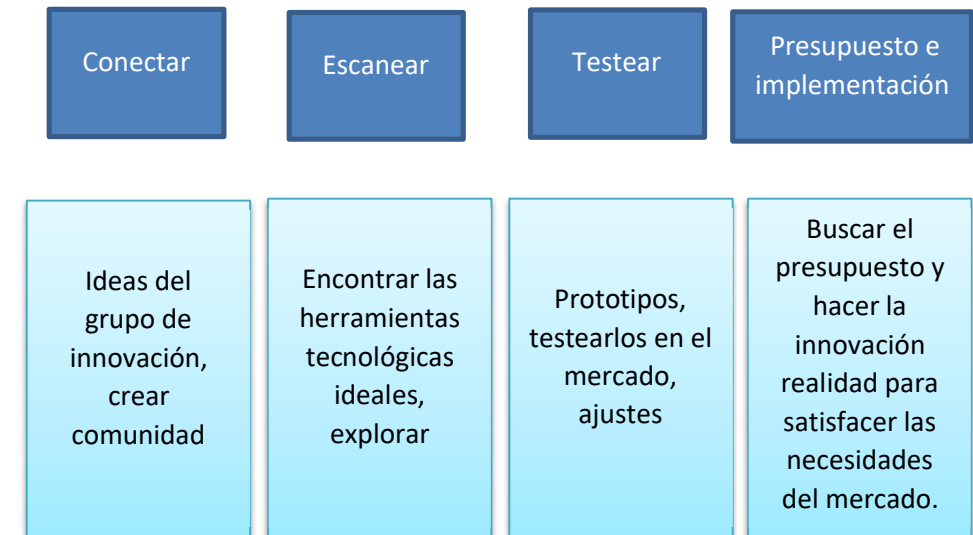 Conectar
Escanear
Testear
Presupuesto e
implementación
Ideas del
grupo de
innovación,
crear
comunidad
Encontrar las
herramientas
tecnológicas
ideales,
explorar
Prototipos,
testearlos en el
mercado,
ajustes
Buscar el
presupuesto y
hacer la
innovación
realidad para
satisfacer las
necesidades
del mercado.